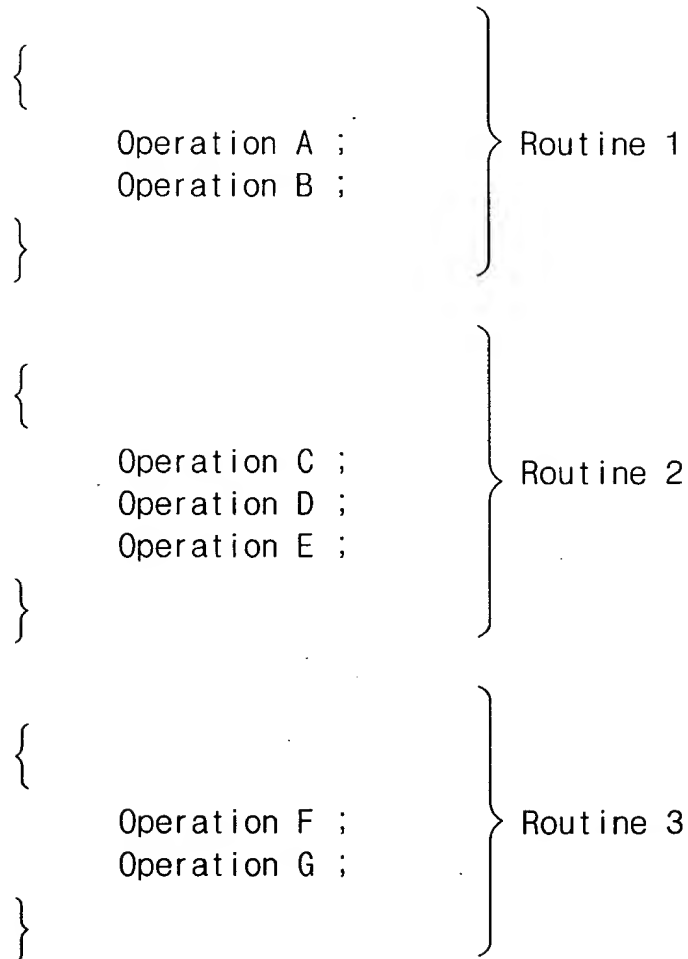 {
Operation A ;
Routine 1
Operation B ;
}
{
Operation C ;
Routine 2
Operation D ;
Operation E ;
}
{
Operation F ;
Routine 3
Operation G ;
}